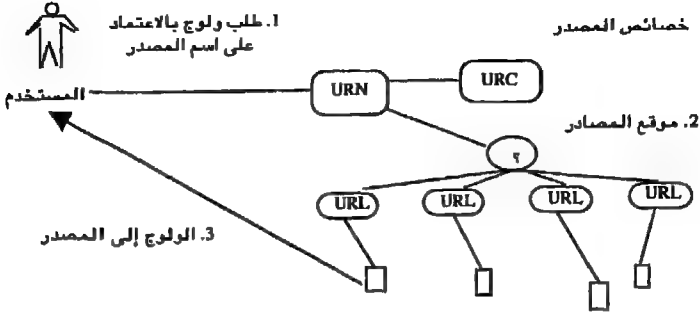 1. طلب ولوج بالاعتماد
على اسم المصدر
خصائص المصدر
URN
URC
المستخدم
2. موقع المصادر
؟
URL
URL
URL
URL
3. الولوج إلى المصدر